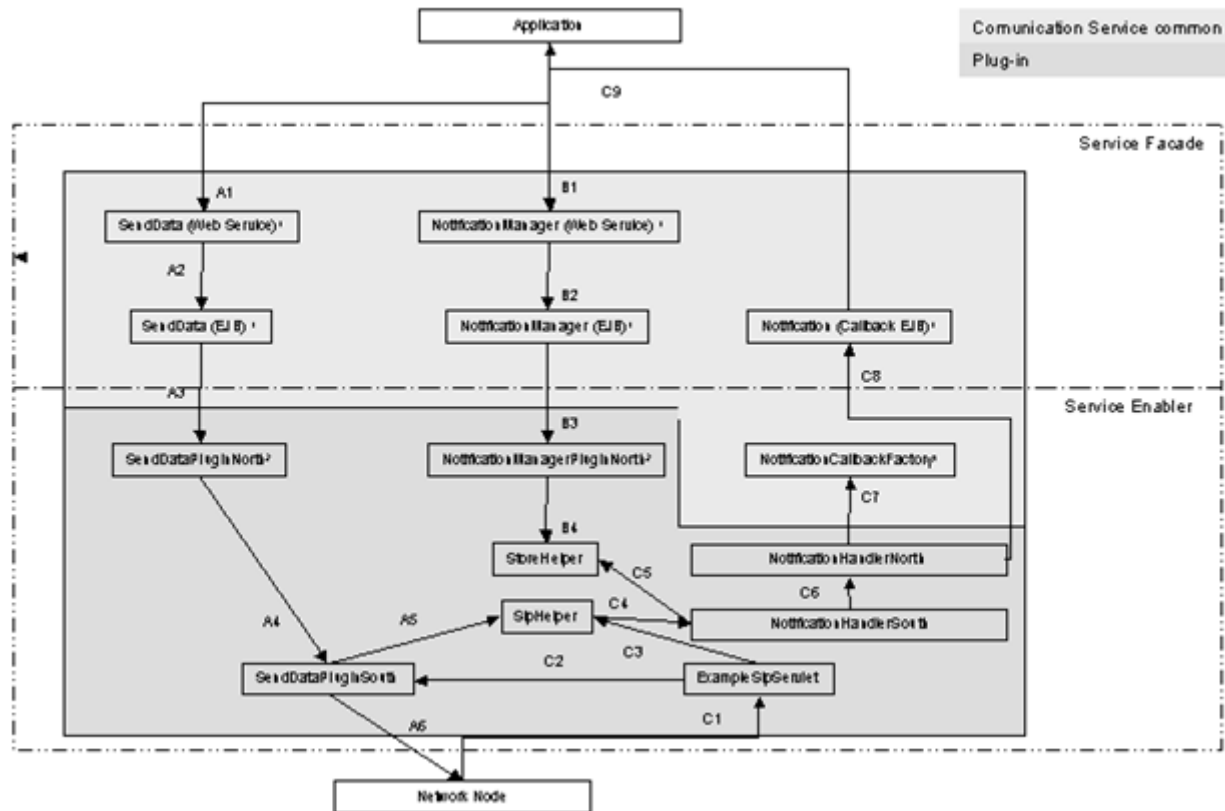 Application
Comunication Service common
Plug-in
C9
Service Facade
A1
B1
SendData (Web Service)
NotificationManager (Web Service)
A2
B2
SendData (EJB)
NotificationManager (EJB)
Notification (Callback EJB)
C8
A3
Service Enabler
B3
SendDataPlugInNorth
NotificationManagerPlugInNorth
NotificationCallbackFactory
C7
B4
StoreHelper
NotificationHandlerNorth
C5
C6
A4
A5
SipHelper
C4
NotificationHandlerSouth
C3
C2
SendDataPlugInSouth
ExampleSipServlet
A6
C1
Network Node